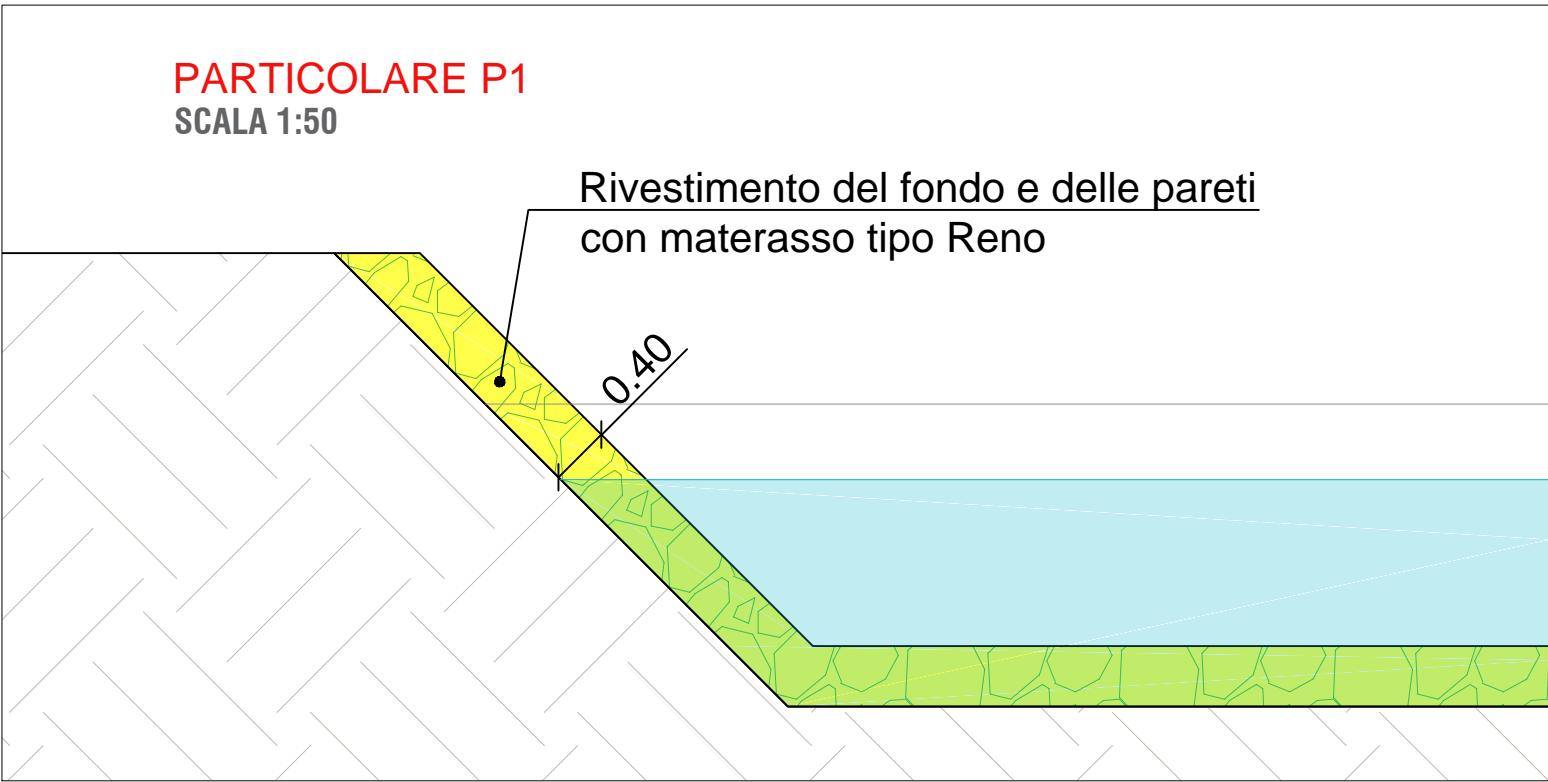 PARTICOLARE P1
SCALA 1:50
Rivestimento del fondo e delle pareti
con materasso tipo Reno
0.40